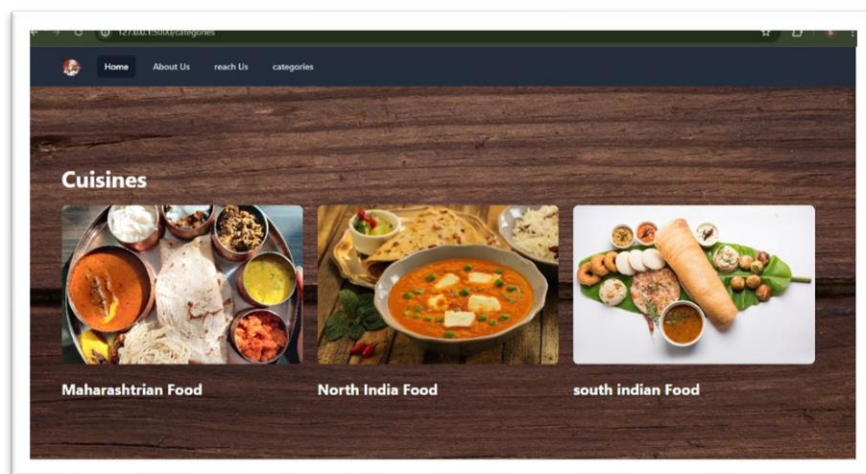 127.0.0.1:5000/categories
Home About Us reach Us categories
Cuisines
Maharashtrian Food North India Food south indian Food